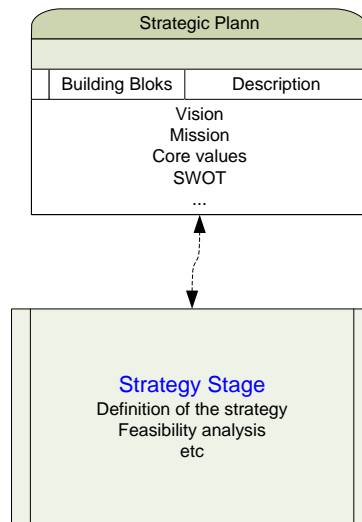 Strategic Plann
Building Bloks Description
Vision
Mission
Core values
SWOT
...
Strategy Stage
Definition of the strategy
Feasibility analysis
etc